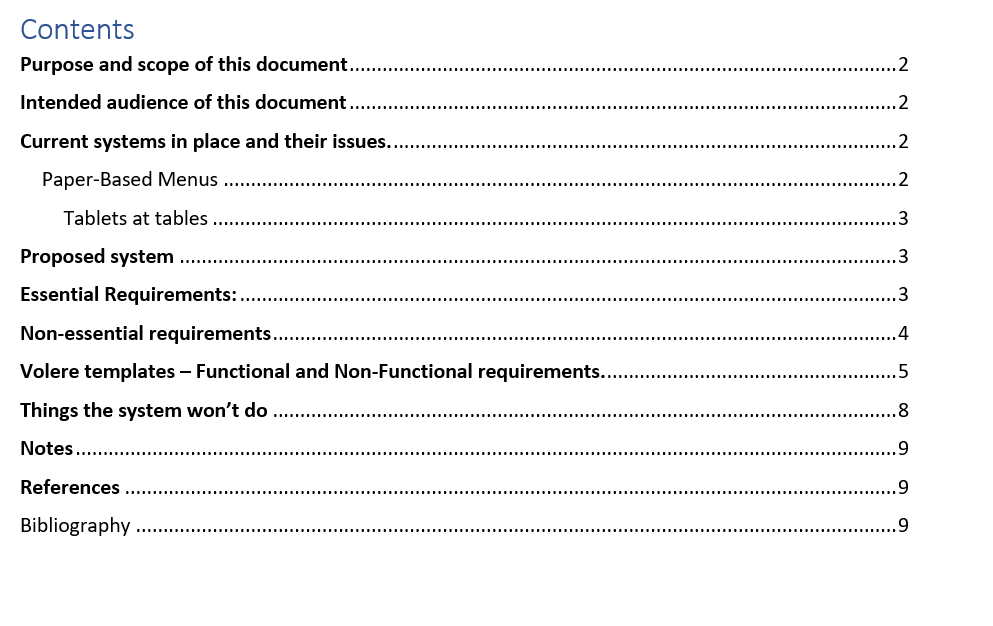 Contents
Purpose and scope of this document 2
Intended audience of this document 2
Current systems in place and their issues. 2
Paper-Based Menus 2
Tablets at tables 3
Proposed system 3
Essential Requirements: 3
Non-essential requirements 4
Volere templates – Functional and Non-Functional requirements. 5
Things the system won’t do 8
Notes 9
References 9
Bibliography 9